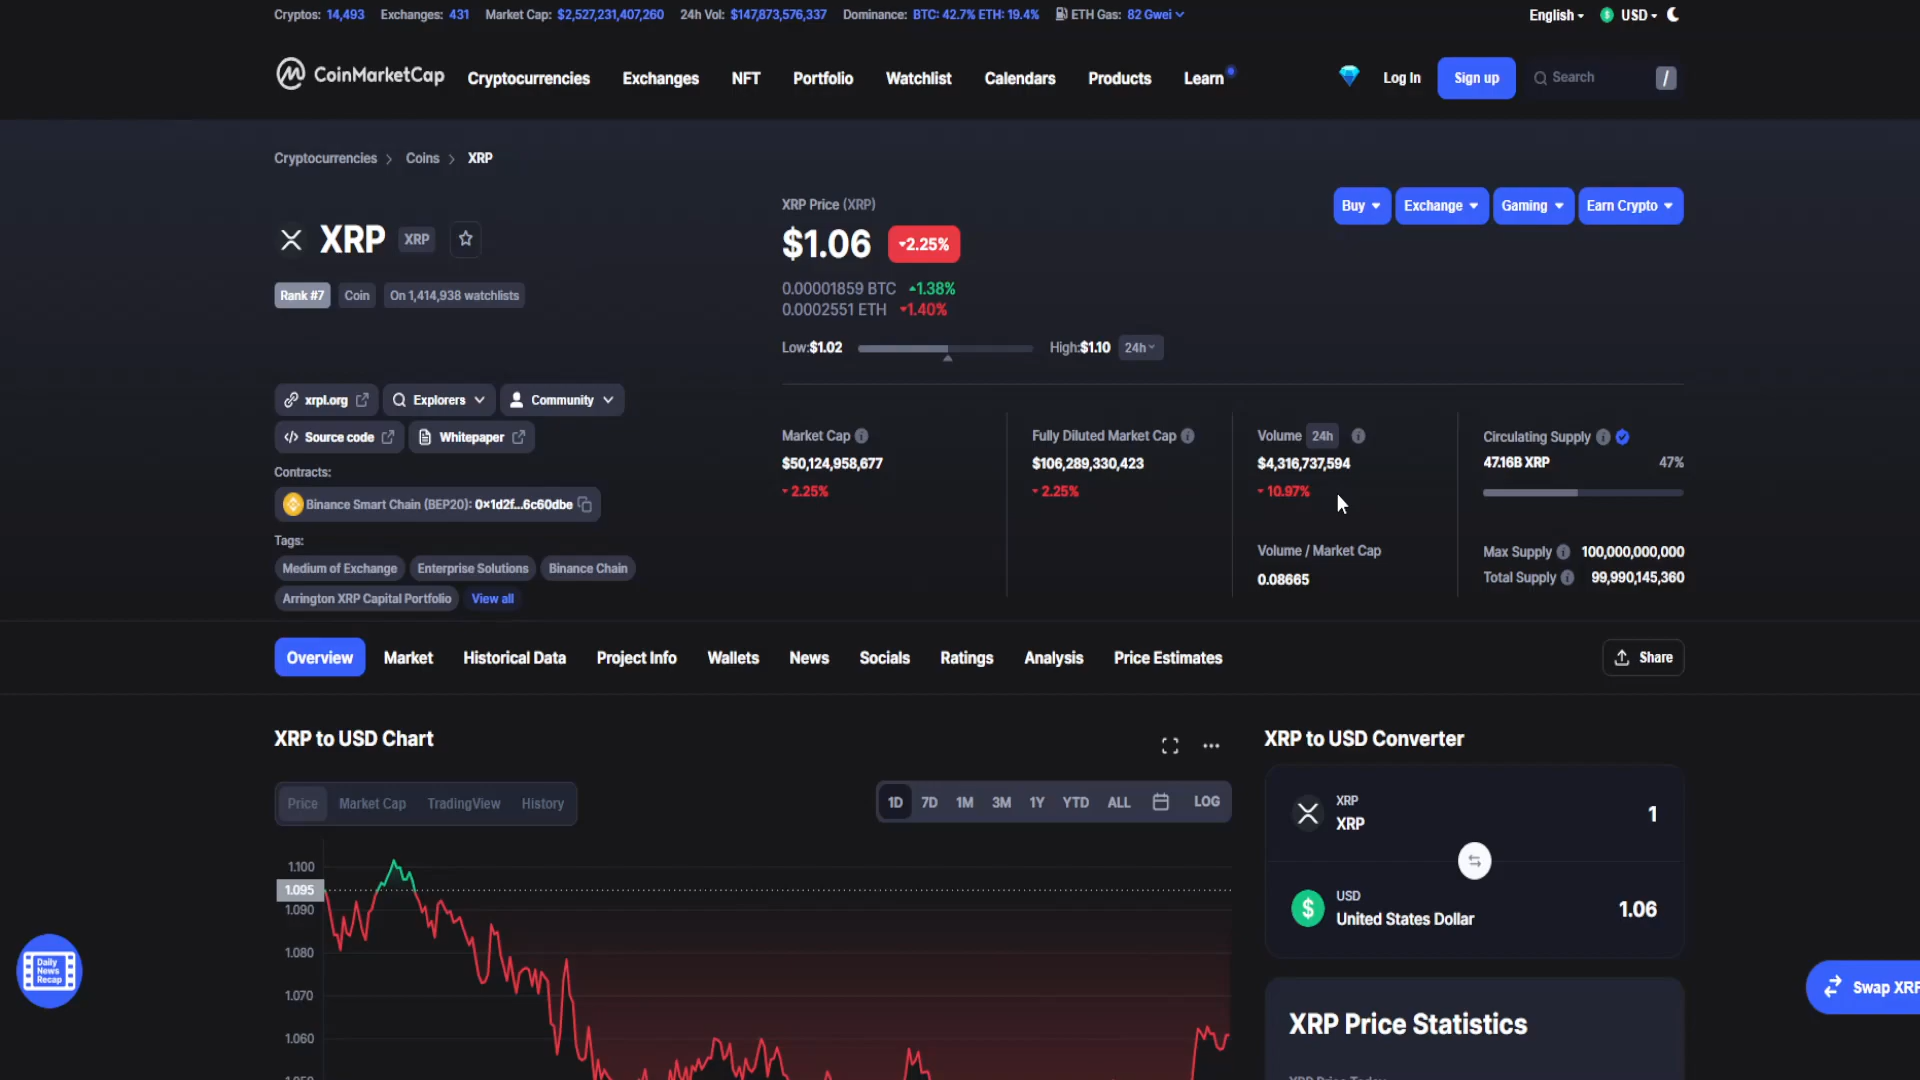 Cryptos: 14,493 Exchanges: 431 Market Cap: $2,527,231,407,260 24h Vol: $147,873,576,337 Dominance: BTC: 42.7% ETH: 19.4% ETH Gas: 82 Gwei English USD
CoinMarketCap Cryptocurrencies Exchanges NFT Portfolio Watchlist Calendars Products Learn Log In Sign up Search /
Cryptocurrencies > Coins > XRP
XRP Price (XRP)
Buy Exchange Gaming Earn Crypto
XRP XRP
$1.06 2.25%
Rank #7 Coin On 1,414,938 watchlists
0.00001859 BTC 1.38%
0.0002551 ETH 1.40%
Low:$1.02 High:$1.10 24h
xrpl.org Explorers Community
Source code Whitepaper
Contracts:
Binance Smart Chain (BEP20): 0x1d2f...6c60dbe
Tags:
Medium of Exchange Enterprise Solutions Binance Chain
Arrington XRP Capital Portfolio View all
Market Cap
$50,124,958,677
2.25%
Fully Diluted Market Cap
$106,289,330,423
2.25%
Volume 24h
$4,316,737,594
10.97%
Volume / Market Cap
0.08665
Circulating Supply
47.16B XRP 47%
Max Supply 100,000,000,000
Total Supply 99,990,145,360
Overview Market Historical Data Project Info Wallets News Socials Ratings Analysis Price Estimates Share
XRP to USD Chart
Price Market Cap TradingView History 1D 7D 1M 3M 1Y YTD ALL LOG
1.100
1.095
1.090
1.080
1.070
1.060
XRP to USD Converter
XRP
XRP 1
USD
United States Dollar 1.06
XRP Price Statistics
Daily
News
Recap
Swap XRP